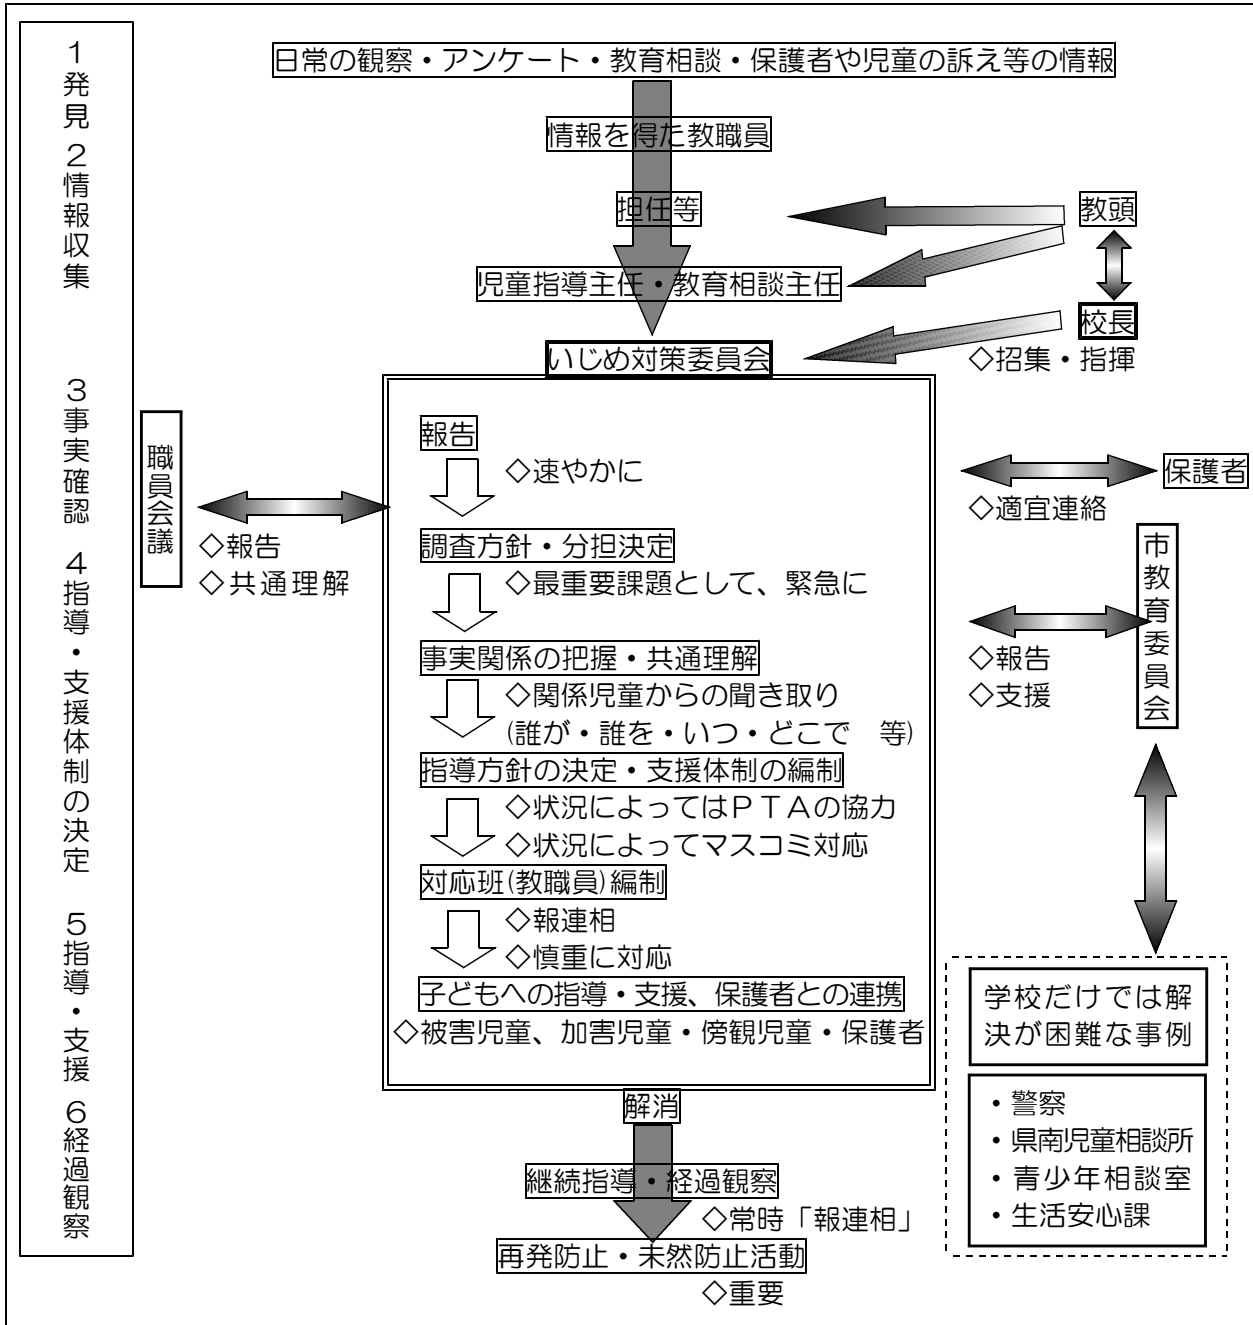 1発見
2情報収集
3事実確認
4指導・支援体制の決定
5指導・支援
6経過観察
日常の観察・アンケート・教育相談・保護者や児童の訴え等の情報
情報を得た教職員
担任等
教頭
児童指導主任・教育相談主任
校長
◇招集・指揮
いじめ対策委員会
職員会議
◇報告
◇共通理解
報告
◇速やかに
調査方針・分担決定
◇最重要課題として、緊急に
事実関係の把握・共通理解
◇関係児童からの聞き取り
(誰が・誰を・いつ・どこで 等)
指導方針の決定・支援体制の編制
◇状況によってはPTAの協力
◇状況によってマスコミ対応
対応班(教職員)編制
◇報連相
◇慎重に対応
子どもへの指導・支援、保護者との連携
◇被害児童、加害児童・傍観児童・保護者
保護者
◇適宜連絡
市教育委員会
◇報告
◇支援
学校だけでは解
決が困難な事例
・警察
・県南児童相談所
・青少年相談室
・生活安心課
解消
継続指導・経過観察
◇常時「報連相」
再発防止・未然防止活動
◇重要